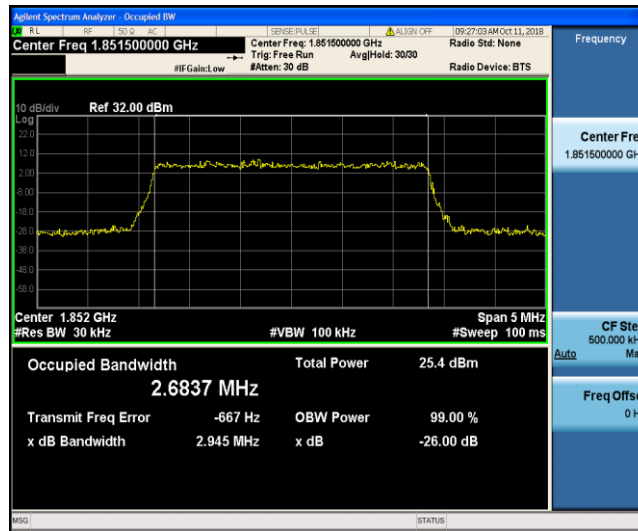 Agilent Spectrum Analyzer - Occupied BW
RL RF 50 Ω AC SENSE:PULSE ALIGN OFF 09:27:03 AM Oct 11, 2018
Center Freq 1.851500000 GHz
Center Freq: 1.851500000 GHz
Radio Std: None
Trig: Free Run Avg|Hold: 30/30
#IFGain:Low #Atten: 30 dB Radio Device: BTS
Frequency
10 dB/div Ref 32.00 dBm
Log
22.0
12.0
2.00
-8.00
-18.0
-28.0
-38.0
-48.0
-58.0
Center Fre
1.851500000 GH
Center 1.852 GHz Span 5 MHz
#Res BW 30 kHz #VBW 100 kHz #Sweep 100 ms
CF Ste
500.000 kH
Auto Ma
Occupied Bandwidth Total Power 25.4 dBm
2.6837 MHz
Transmit Freq Error -667 Hz OBW Power 99.00 %
x dB Bandwidth 2.945 MHz x dB -26.00 dB
Freq Offs
0 H
MSG STATUS